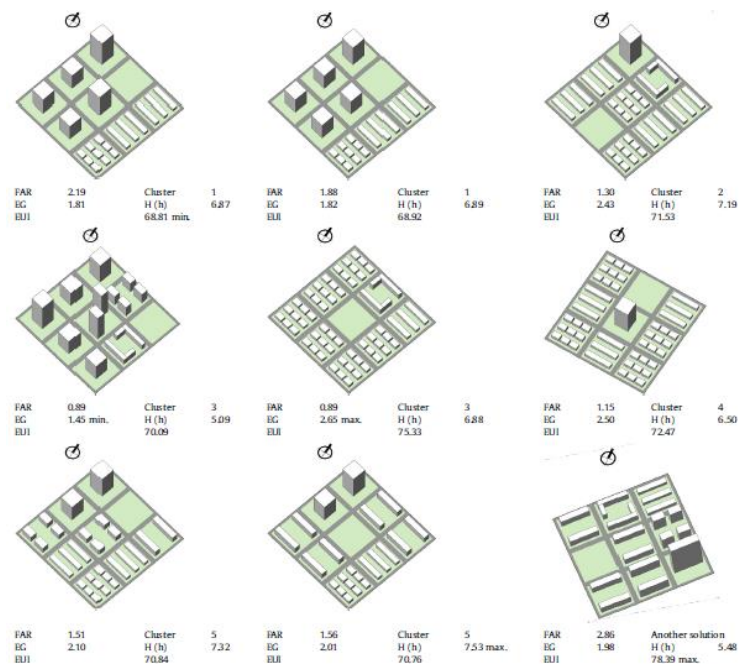 FAR 2.19 Cluster 1 FAR 1.88 Cluster 1 FAR 1.30 Cluster 2
EG 1.81 H (h) 6.87 EG 1.82 H (h) 6.89 EG 2.43 H (h) 7.19
EUI 68.81 min. EUI 68.92 EUI 71.53
FAR 0.89 Cluster 3 FAR 0.89 Cluster 3 FAR 1.15 Cluster 4
EG 1.45 min. H (h) 5.09 EG 2.65 max. H (h) 6.88 EG 2.50 H (h) 6.50
EUI 70.09 EUI 75.33 EUI 72.47
FAR 1.51 Cluster 5 FAR 1.56 Cluster 5 FAR 2.86 Another solution
EG 2.10 H (h) 7.32 EG 2.01 H (h) 7.53 max. EG 1.98 H (h) 5.48
EUI 70.84 EUI 70.76 EUI 78.39 max.